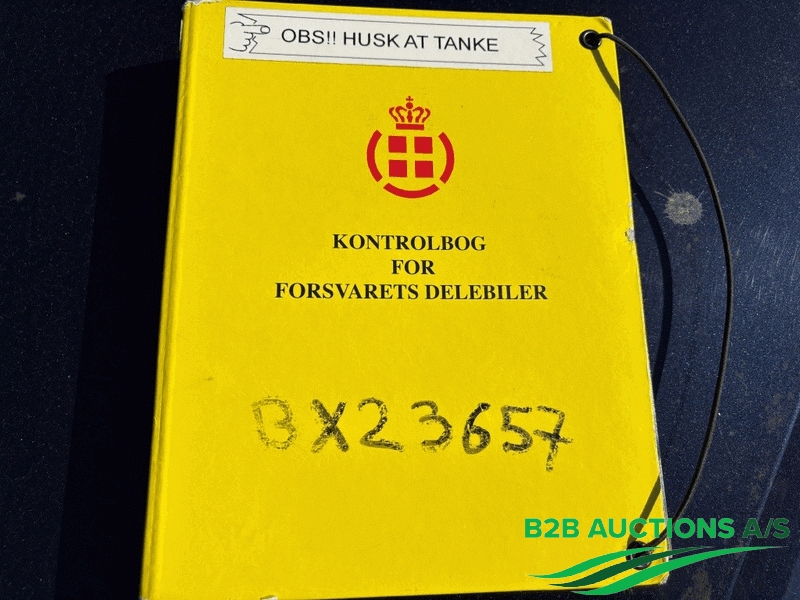 OBS!! HUSK AT TANKE
KONTROLBOG
FOR
FORSVARETS DELEBILER
BX23657
B2B AUCTIONS A/S